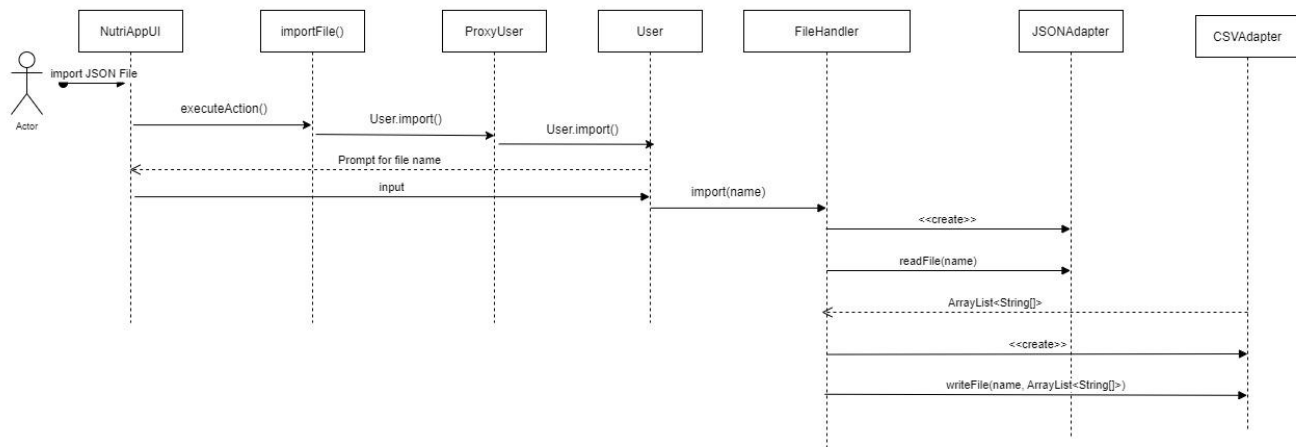 NutriAppUI
importFile()
ProxyUser
User
FileHandler
JSONAdapter
CSVAdapter
import JSON File
Actor
executeAction()
User.import()
User.import()
Prompt for file name
input
import(name)
<<create>>
readFile(name)
ArrayList<String[]>
<<create>>
writeFile(name, ArrayList<String[]>)